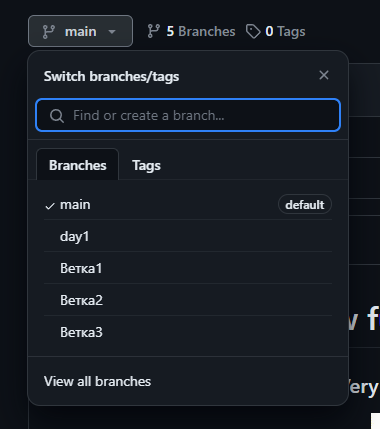 main 5 Branches 0 Tags
Switch branches/tags
Find or create a branch...
Branches Tags
main default
day1
Ветка1
Ветка2
Ветка3
View all branches